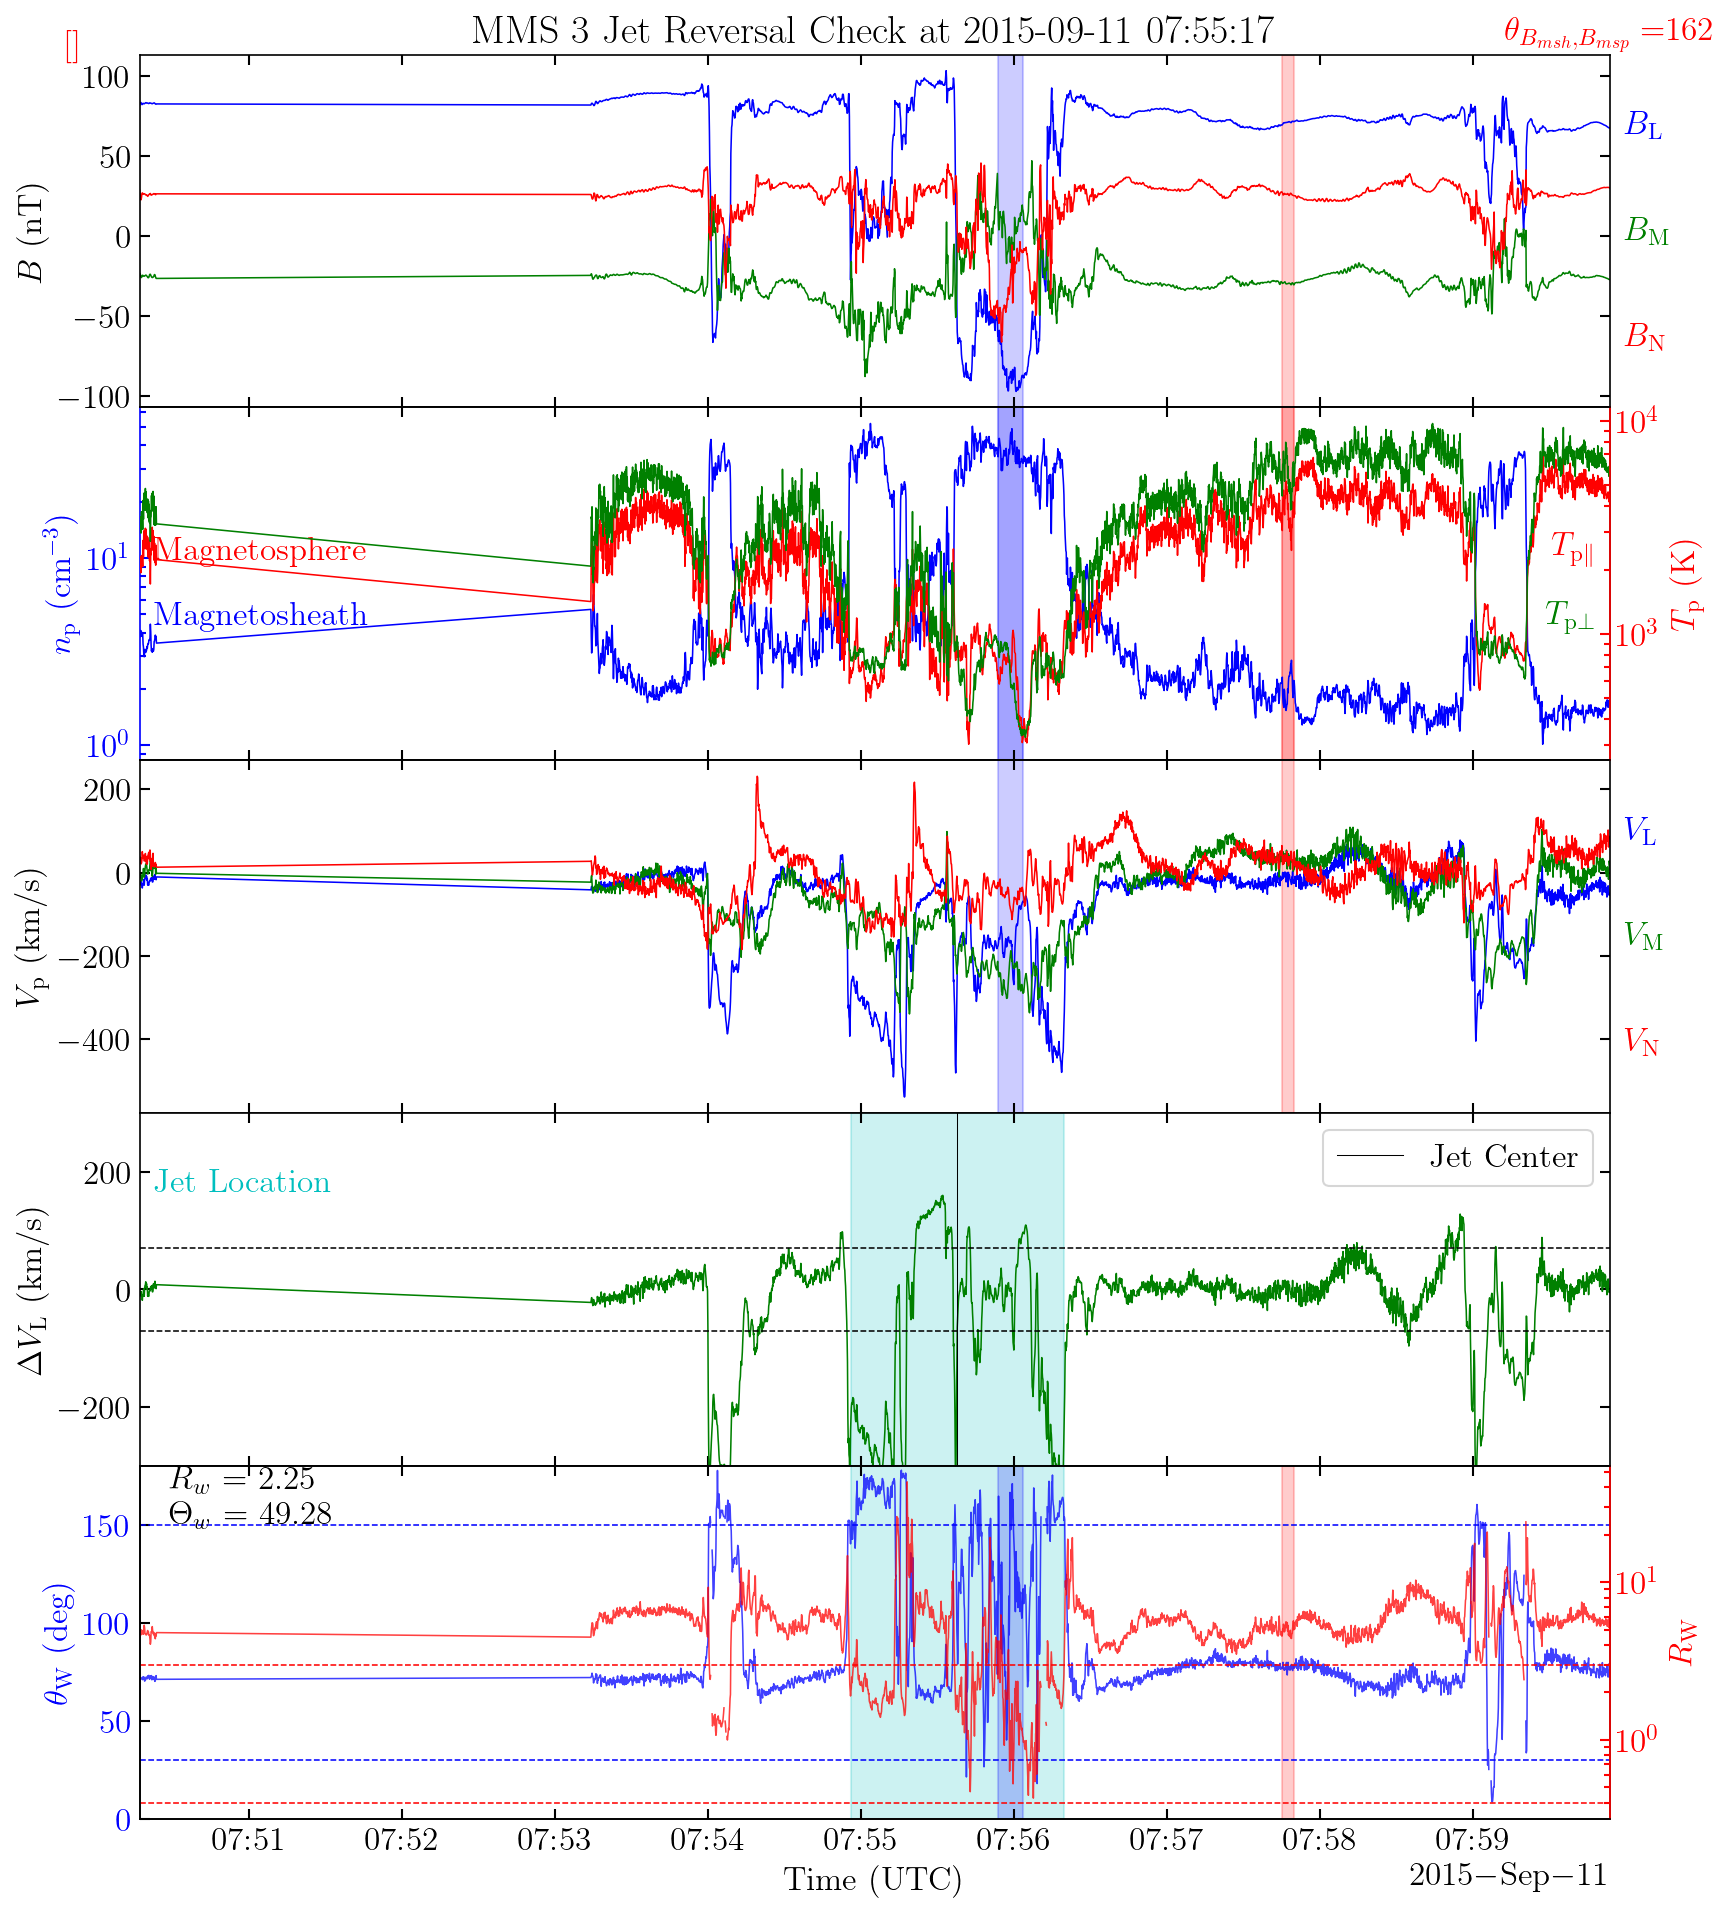 MMS 3 Jet Reversal Check at 2015-09-11 07:55:17
θ_{B_{msh},B_{msp}} =162
[]
100
50
0
−50
−100
B (nT)
B_L
B_M
B_N
10^1
10^0
n_p (cm^{−3})
Magnetosphere
Magnetosheath
10^4
10^3
T_{p∥}
T_{p⊥}
T_p (K)
200
0
−200
−400
V_p (km/s)
V_L
V_M
V_N
200
0
−200
ΔV_L (km/s)
Jet Location
Jet Center
R_w = 2.25
Θ_w = 49.28
150
100
50
0
θ_W (deg)
10^1
10^0
R_W
07:51 07:52 07:53 07:54 07:55 07:56 07:57 07:58 07:59
Time (UTC)
2015−Sep−11